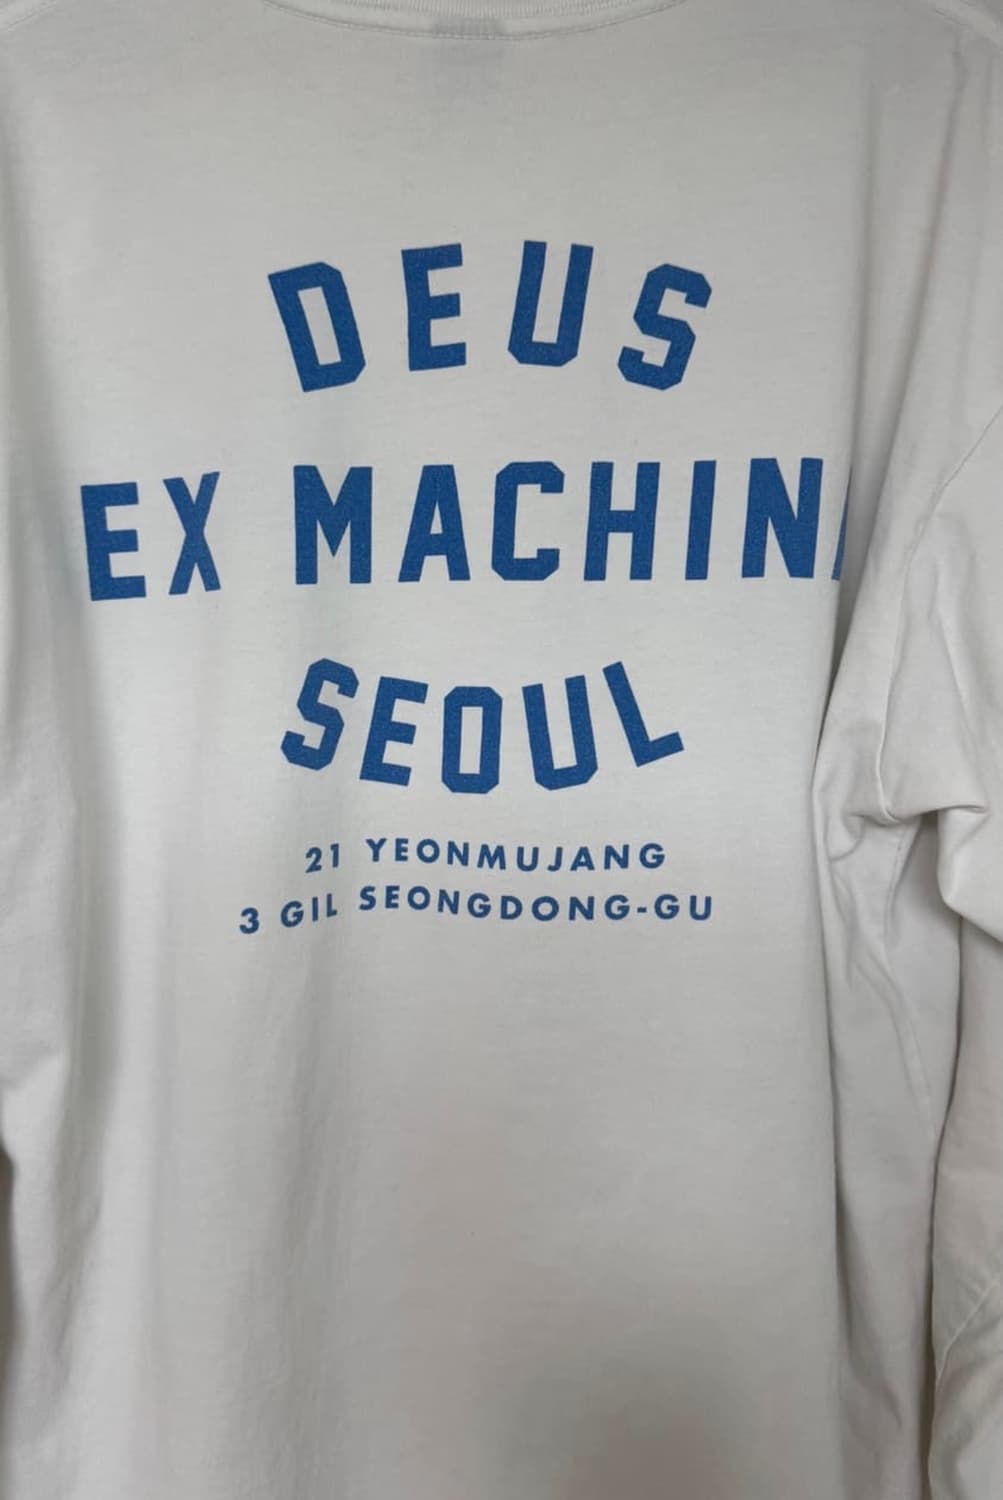 DEUS
EX MACHINA
SEOUL
21 YEONMUJANG
3 GIL SEONGDONG-GU